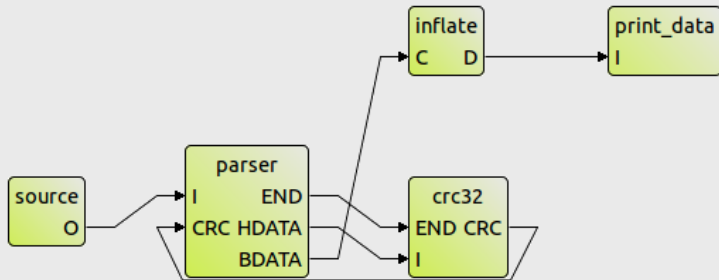 inflate
C D
print_data
I
source
O
parser
I END
CRC HDATA
BDATA
crc32
END CRC
I